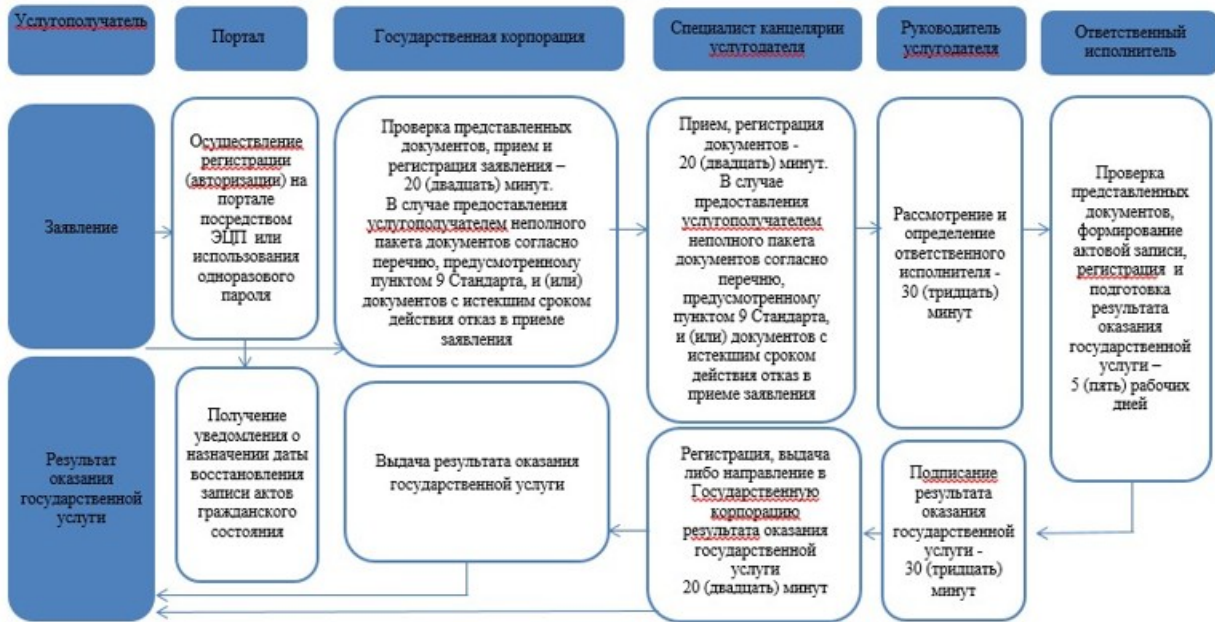 Услугополучатель
Портал
Государственная корпорация
Специалист канцелярии
услугодателя
Руководитель
услугодателя
Ответственный
исполнитель
Заявление
Осуществление
регистрации
(авторизации) на
портале
посредством
ЭЦП или
использования
одноразового
пароля
Проверка представленных
документов, прием и
регистрация заявления –
20 (двадцать) минут.
В случае предоставления
услугополучателем неполного
пакета документов согласно
перечню, предусмотренному
пунктом 9 Стандарта, и (или)
документов с истекшим сроком
действия отказ в приеме
заявления
Прием, регистрация
документов -
20 (двадцать) минут.
В случае
предоставления
услугополучателем
неполного пакета
документов согласно
перечню,
предусмотренному
пунктом 9 Стандарта,
и (или) документов с
истекшим сроком
действия отказ в
приеме заявления
Рассмотрение и
определение
ответственного
исполнителя -
30 (тридцать)
минут
Проверка
представленных
документов,
формирование
актовой записи,
регистрация и
подготовка
результата
оказания
государственной
услуги –
5 (пять) рабочих
дней
Результат
оказания
государственной
услуги
Получение
уведомления о
назначении даты
восстановления
записи актов
гражданского
состояния
Выдача результата оказания
государственной услуги
Регистрация, выдача
либо направление в
Государственную
корпорацию
результата оказания
государственной
услуги
20 (двадцать) минут
Подписание
результата
оказания
государственной
услуги -
30 (тридцать)
минут